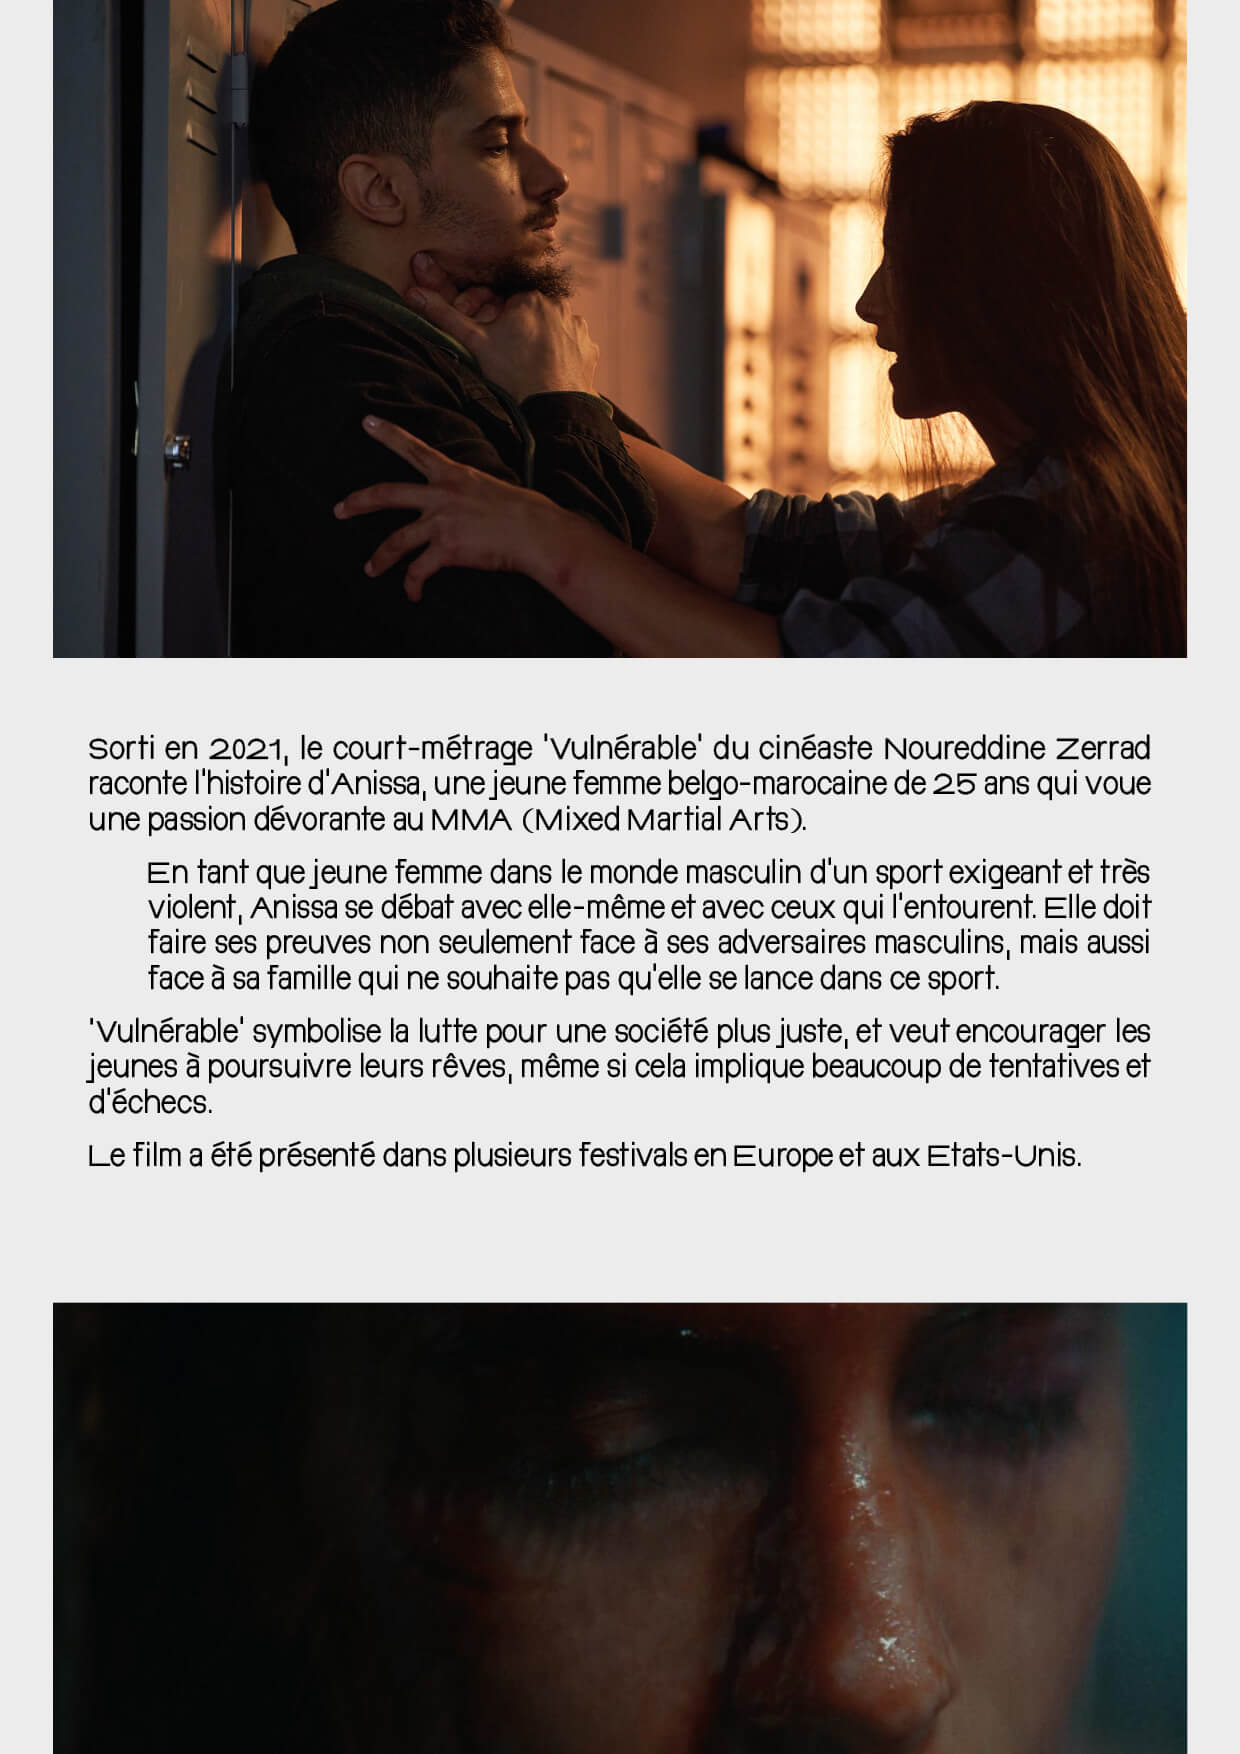 Sorti en 2021, le court-métrage 'Vulnérable' du cinéaste Noureddine Zerrad
raconte l'histoire d'Anissa, une jeune femme belgo-marocaine de 25 ans qui voue
une passion dévorante au MMA (Mixed Martial Arts).
En tant que jeune femme dans le monde masculin d'un sport exigeant et très
violent, Anissa se débat avec elle-même et avec ceux qui l'entourent. Elle doit
faire ses preuves non seulement face à ses adversaires masculins, mais aussi
face à sa famille qui ne souhaite pas qu'elle se lance dans ce sport.
'Vulnérable' symbolise la lutte pour une société plus juste, et veut encourager les
jeunes à poursuivre leurs rêves, même si cela implique beaucoup de tentatives et
d'échecs.
Le film a été présenté dans plusieurs festivals en Europe et aux Etats-Unis.